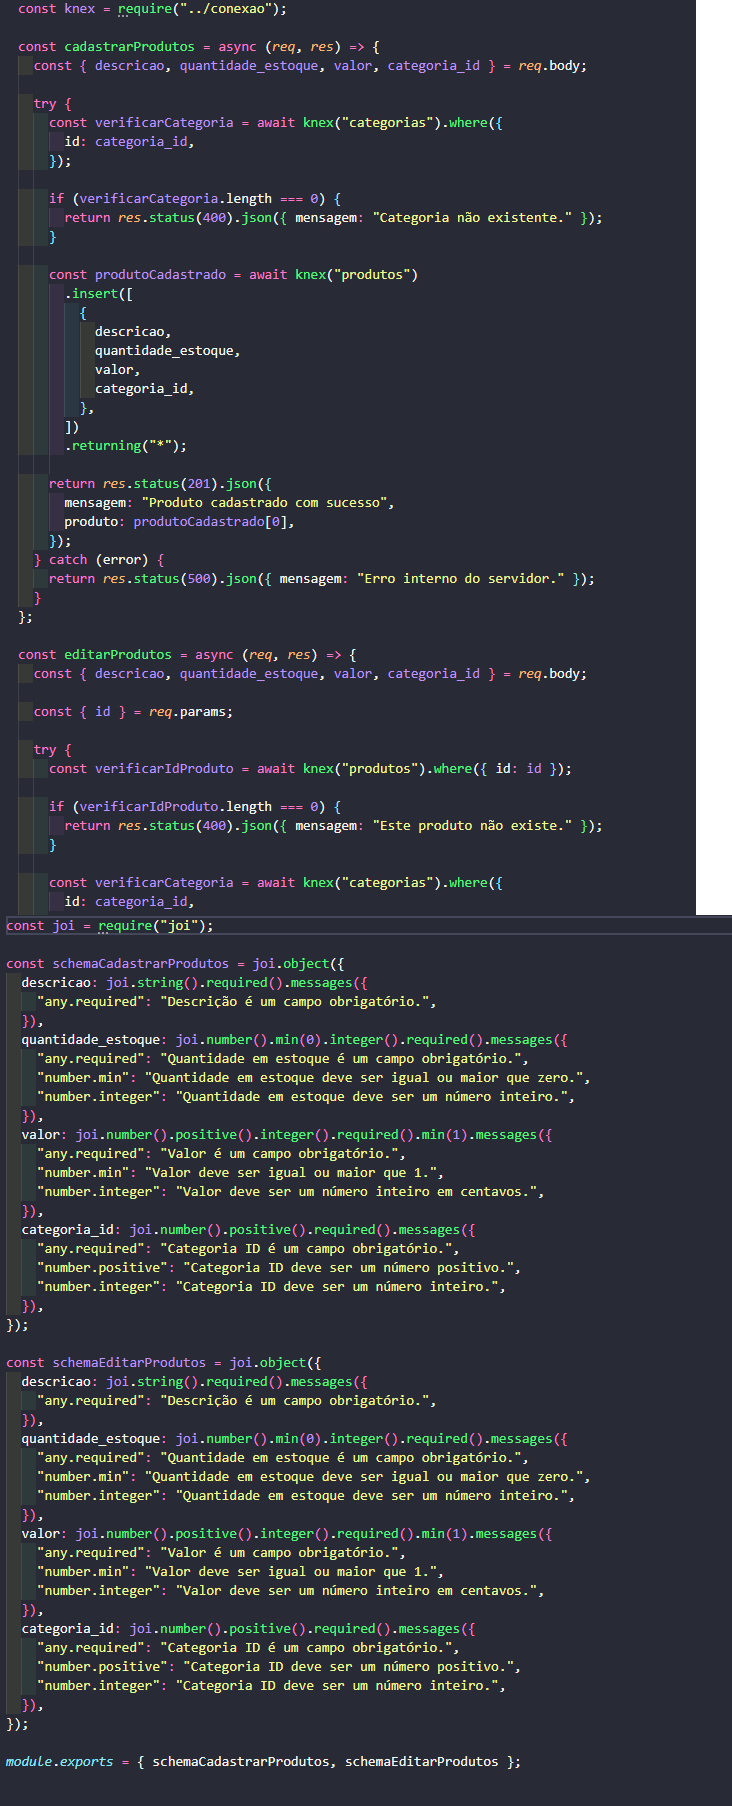 const knex = require("../conexao");
const cadastrarProdutos = async (req, res) => {
const { descricao, quantidade_estoque, valor, categoria_id } = req.body;
try {
const verificarCategoria = await knex("categorias").where({
id: categoria_id,
});
if (verificarCategoria.length === 0) {
return res.status(400).json({ mensagem: "Categoria não existente." });
}
const produtoCadastrado = await knex("produtos")
.insert([
{
descricao,
quantidade_estoque,
valor,
categoria_id,
},
])
.returning("*");
return res.status(201).json({
mensagem: "Produto cadastrado com sucesso",
produto: produtoCadastrado[0],
});
} catch (error) {
return res.status(500).json({ mensagem: "Erro interno do servidor." });
}
};
const editarProdutos = async (req, res) => {
const { descricao, quantidade_estoque, valor, categoria_id } = req.body;
const { id } = req.params;
try {
const verificarIdProduto = await knex("produtos").where({ id: id });
if (verificarIdProduto.length === 0) {
return res.status(400).json({ mensagem: "Este produto não existe." });
}
const verificarCategoria = await knex("categorias").where({
id: categoria_id,
const joi = require("joi");
const schemaCadastrarProdutos = joi.object({
descricao: joi.string().required().messages({
"any.required": "Descrição é um campo obrigatório.",
}),
quantidade_estoque: joi.number().min(0).integer().required().messages({
"any.required": "Quantidade em estoque é um campo obrigatório.",
"number.min": "Quantidade em estoque deve ser igual ou maior que zero.",
"number.integer": "Quantidade em estoque deve ser um número inteiro.",
}),
valor: joi.number().positive().integer().required().min(1).messages({
"any.required": "Valor é um campo obrigatório.",
"number.min": "Valor deve ser igual ou maior que 1.",
"number.integer": "Valor deve ser um número inteiro em centavos.",
}),
categoria_id: joi.number().positive().required().messages({
"any.required": "Categoria ID é um campo obrigatório.",
"number.positive": "Categoria ID deve ser um número positivo.",
"number.integer": "Categoria ID deve ser um número inteiro.",
}),
});
const schemaEditarProdutos = joi.object({
descricao: joi.string().required().messages({
"any.required": "Descrição é um campo obrigatório.",
}),
quantidade_estoque: joi.number().min(0).integer().required().messages({
"any.required": "Quantidade em estoque é um campo obrigatório.",
"number.min": "Quantidade em estoque deve ser igual ou maior que zero.",
"number.integer": "Quantidade em estoque deve ser um número inteiro.",
}),
valor: joi.number().positive().integer().required().min(1).messages({
"any.required": "Valor é um campo obrigatório.",
"number.min": "Valor deve ser igual ou maior que 1.",
"number.integer": "Valor deve ser um número inteiro em centavos.",
}),
categoria_id: joi.number().positive().required().messages({
"any.required": "Categoria ID é um campo obrigatório.",
"number.positive": "Categoria ID deve ser um número positivo.",
"number.integer": "Categoria ID deve ser um número inteiro.",
}),
});
module.exports = { schemaCadastrarProdutos, schemaEditarProdutos };